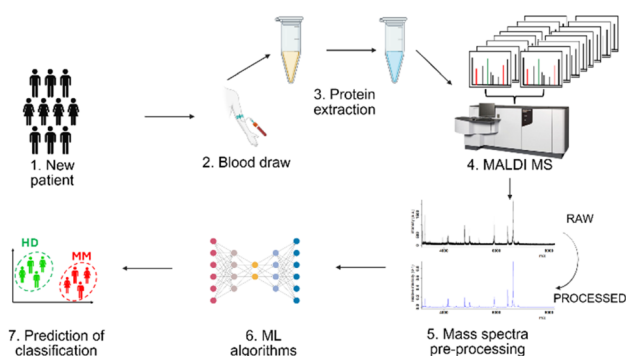 1. New
patient
2. Blood draw
3. Protein
extraction
4. MALDI MS
RAW
PROCESSED
5. Mass spectra
pre-processing
6. ML
algorithms
HD
MM
7. Prediction of
classification